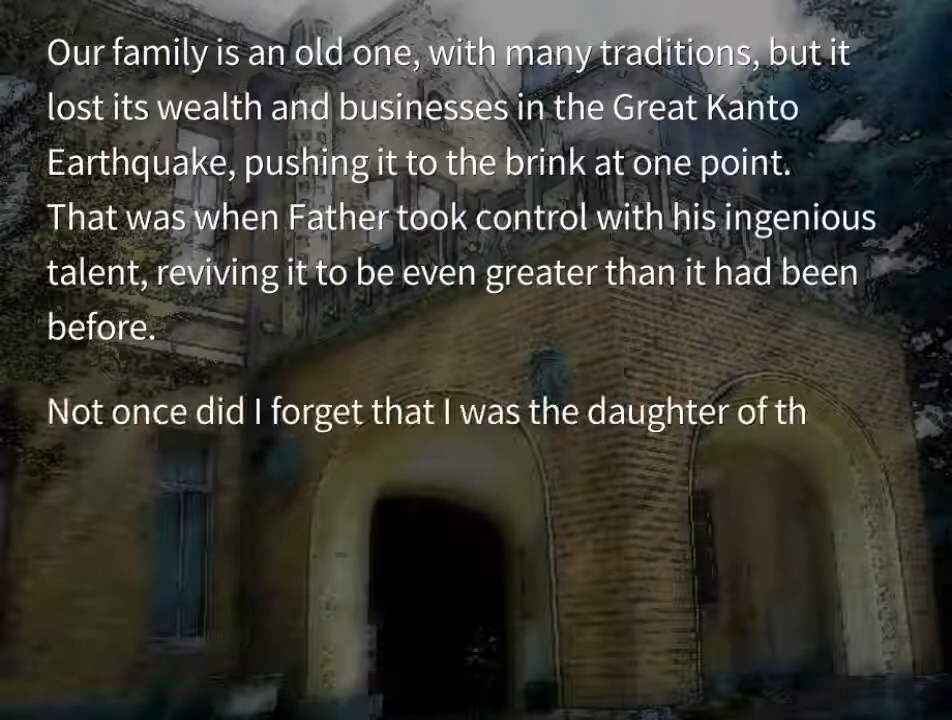 Our family is an old one, with many traditions, but it
lost its wealth and businesses in the Great Kanto
Earthquake, pushing it to the brink at one point.
That was when Father took control with his ingenious
talent, reviving it to be even greater than it had been
before.
Not once did I forget that I was the daughter of th